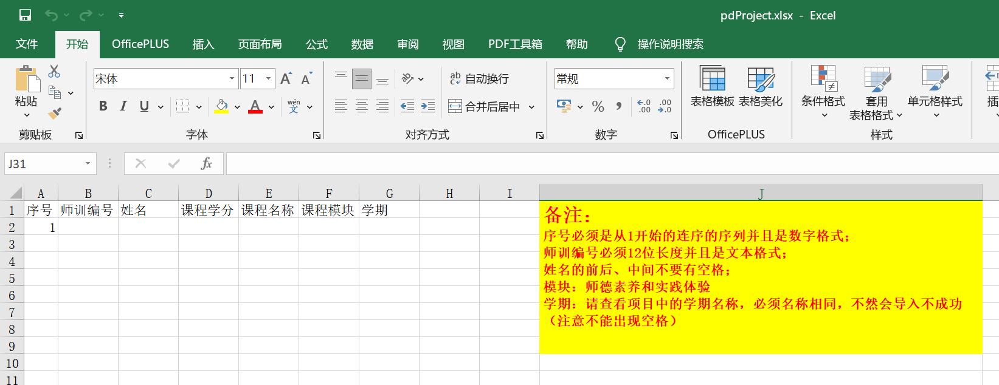 pdProject.xlsx - Excel
文件 开始 OfficePLUS 插入 页面布局 公式 数据 审阅 视图 PDF工具箱 帮助 操作说明搜索
宋体 11 A A ab 自动换行 常规
粘贴 表格模板 表格美化 条件格式 套用 单元格样式 插
B I U A wén 文 合并后居中 % , .0 .00 .00 .0 表格格式
剪贴板 字体 对齐方式 数字 OfficePLUS 样式
J31 fx
A B C D E F G H I J
1 序号 师训编号 姓名 课程学分 课程名称 课程模块 学期 备注：
2 1 序号必须是从1开始的连序的序列并且是数字格式；
3 师训编号必须12位长度并且是文本格式；
4 姓名的前后、中间不要有空格；
5
6 模块：师德素养和实践体验
7 学期：请查看项目中的学期名称，必须名称相同，不然会导入不成功
8 （注意不能出现空格）
9
10
11